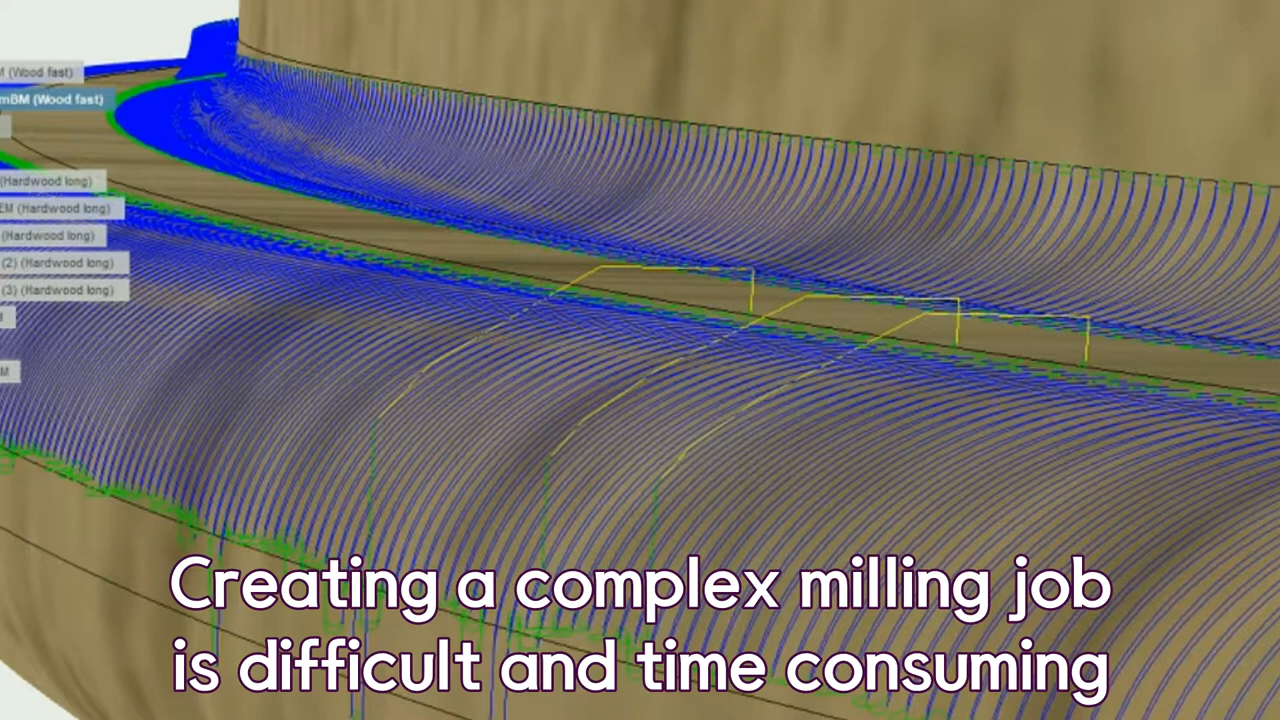 M (Wood fast)
mBM (Wood fast)
(Hardwood long)
EM (Hardwood long)
(Hardwood long)
(2) (Hardwood long)
(3) (Hardwood long)
M
Creating a complex milling job
is difficult and time consuming